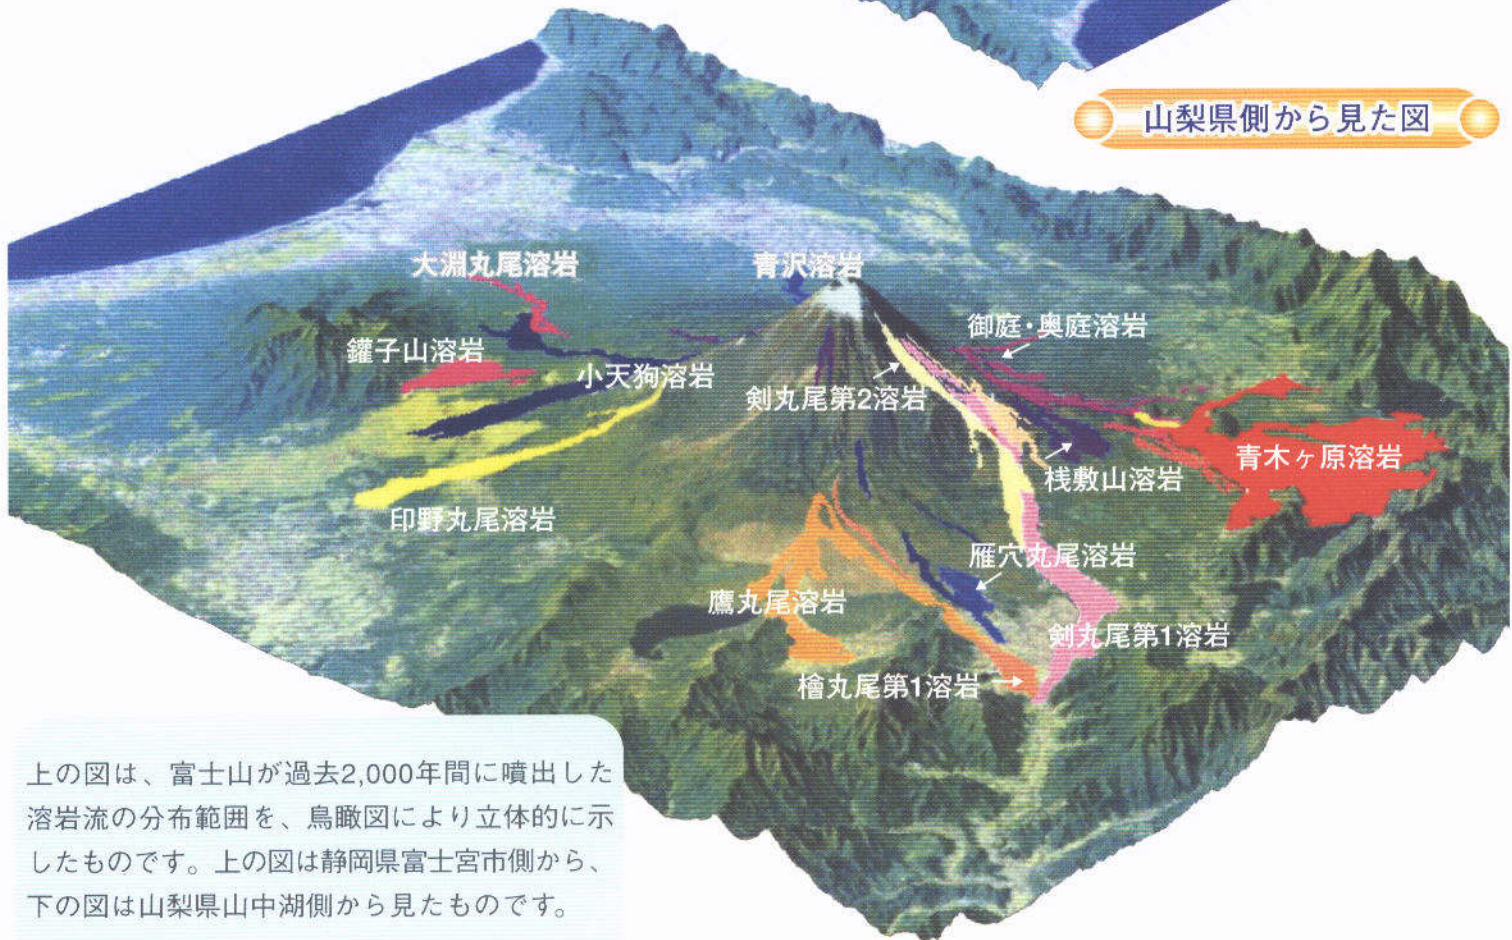 山梨県側から見た図
大淵丸尾溶岩
青沢溶岩
御庭・奥庭溶岩
鑵子山溶岩
小天狗溶岩
剣丸尾第2溶岩
青木ヶ原溶岩
桟敷山溶岩
印野丸尾溶岩
雁穴丸尾溶岩
鷹丸尾溶岩
剣丸尾第1溶岩
檜丸尾第1溶岩
上の図は、富士山が過去2,000年間に噴出した
溶岩流の分布範囲を、鳥瞰図により立体的に示
したものです。上の図は静岡県富士宮市側から、
下の図は山梨県山中湖側から見たものです。